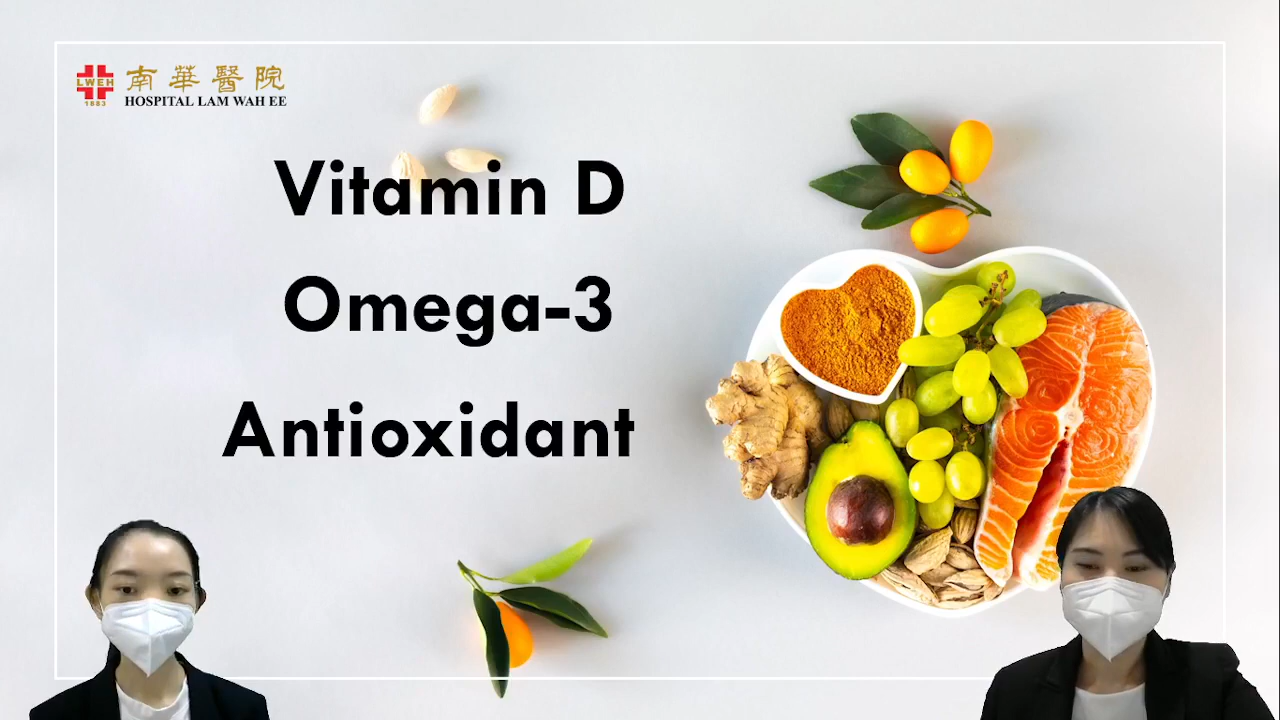 LWEH
1883
南華醫院
HOSPITAL LAM WAH EE
Vitamin D
Omega-3
Antioxidant